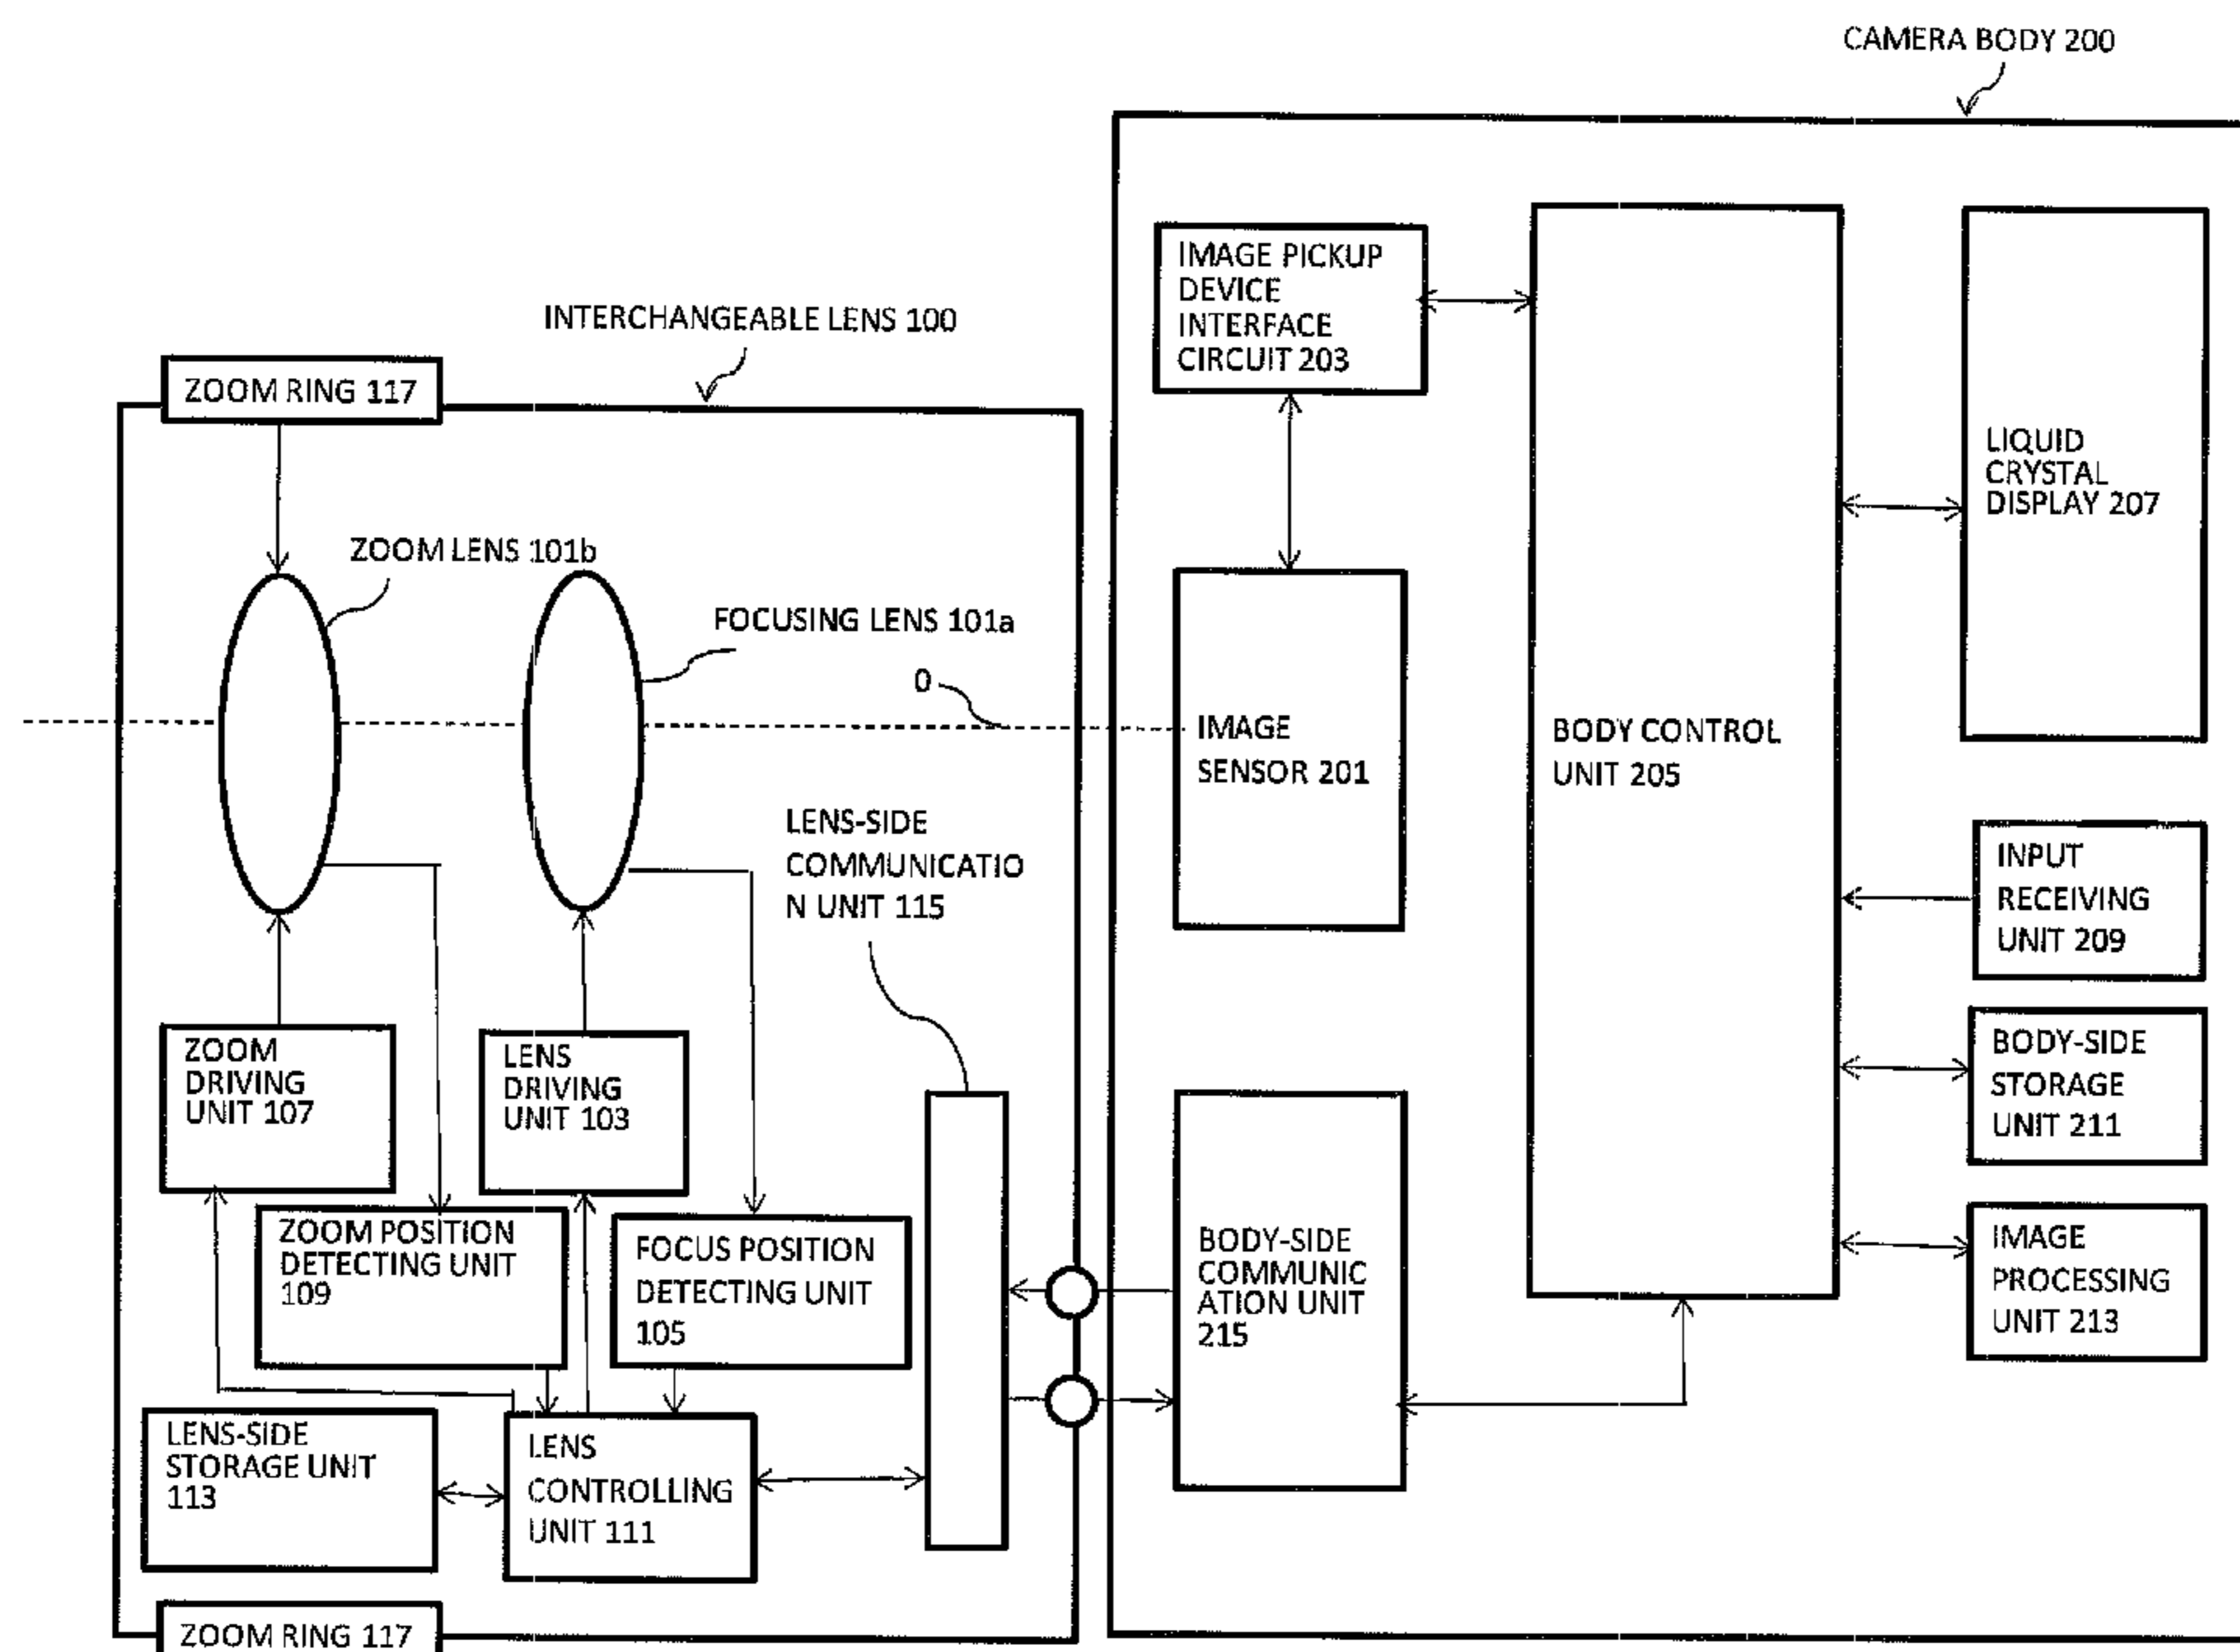 CAMERA BODY 200
INTERCHANGEABLE LENS 100
ZOOM RING 117
ZOOM LENS 101b
FOCUSING LENS 101a
O
LENS-SIDE
COMMUNICATIO
N UNIT 115
ZOOM
DRIVING
UNIT 107
LENS
DRIVING
UNIT 103
ZOOM POSITION
DETECTING UNIT
109
FOCUS POSITION
DETECTING UNIT
105
LENS-SIDE
STORAGE UNIT
113
LENS
CONTROLLING
UNIT 111
ZOOM RING 117
IMAGE PICKUP
DEVICE
INTERFACE
CIRCUIT 203
IMAGE
SENSOR 201
BODY-SIDE
COMMUNIC
ATION UNIT
215
BODY CONTROL
UNIT 205
LIQUID
CRYSTAL
DISPLAY 207
INPUT
RECEIVING
UNIT 209
BODY-SIDE
STORAGE
UNIT 211
IMAGE
PROCESSING
UNIT 213